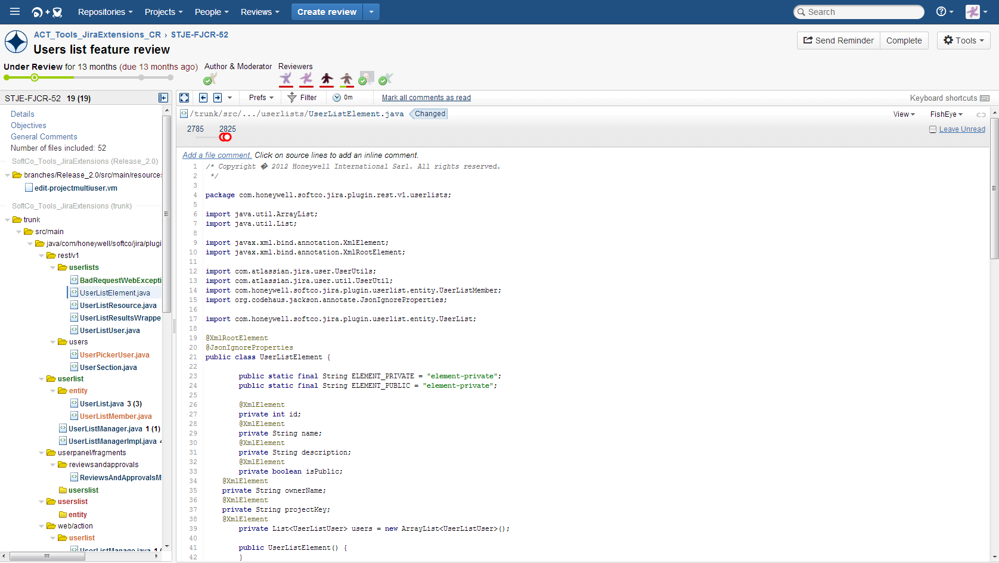 Repositories Projects People Reviews Create review Search
ACT_Tools_JiraExtensions_CR › STJE-FJCR-52
Users list feature review
Send Reminder Complete Tools
Under Review for 13 months (due 13 months ago) Author & Moderator Reviewers
STJE-FJCR-52 19 (19)
Prefs Filter 0m Mark all comments as read Keyboard shortcuts
Details
Objectives
General Comments
Number of files included: 52
SoftCo_Tools_JiraExtensions (Release_2.0)
branches/Release_2.0/src/main/resource
edit-projectmultiuser.vm
SoftCo_Tools_JiraExtensions (trunk)
trunk
src/main
java/com/honeywell/softco/jira/plugi
rest/v1
userlists
BadRequestWebExcepti
UserListElement.java
UserListResource.java
UserListResultsWrappe
UserListUser.java
users
UserPickerUser.java
UserSection.java
userlist
entity
UserList.java 3 (3)
UserListMember.java
UserListManager.java 1 (1)
UserListManagerImpl.java
userpanel/fragments
reviewsandapprovals
ReviewsAndApprovalsM
userslist
userslist
entity
web/action
userlist
UserListManage.java 1
/trunk/src/.../userlists/UserListElement.java Changed View FishEye
2785 2825 Leave Unread
Add a file comment. Click on source lines to add an inline comment.
1 /* Copyright � 2012 Honeywell International Sarl. All rights reserved.
2 */
3
4 package com.honeywell.softco.jira.plugin.rest.v1.userlists;
5
6 import java.util.ArrayList;
7 import java.util.List;
8
9 import javax.xml.bind.annotation.XmlElement;
10 import javax.xml.bind.annotation.XmlRootElement;
11
12 import com.atlassian.jira.user.UserUtils;
13 import com.atlassian.jira.user.util.UserUtil;
14 import com.honeywell.softco.jira.plugin.userlist.entity.UserListMember;
15 import org.codehaus.jackson.annotate.JsonIgnoreProperties;
16
17 import com.honeywell.softco.jira.plugin.userlist.entity.UserList;
18
19 @XmlRootElement
20 @JsonIgnoreProperties
21 public class UserListElement {
22
23 public static final String ELEMENT_PRIVATE = "element-private";
24 public static final String ELEMENT_PUBLIC = "element-private";
25
26 @XmlElement
27 private int id;
28 @XmlElement
29 private String name;
30 @XmlElement
31 private String description;
32 @XmlElement
33 private boolean isPublic;
34 @XmlElement
35 private String ownerName;
36 @XmlElement
37 private String projectKey;
38 @XmlElement
39 private List<UserListUser> users = new ArrayList<UserListUser>();
40
41 public UserListElement() {
42 }